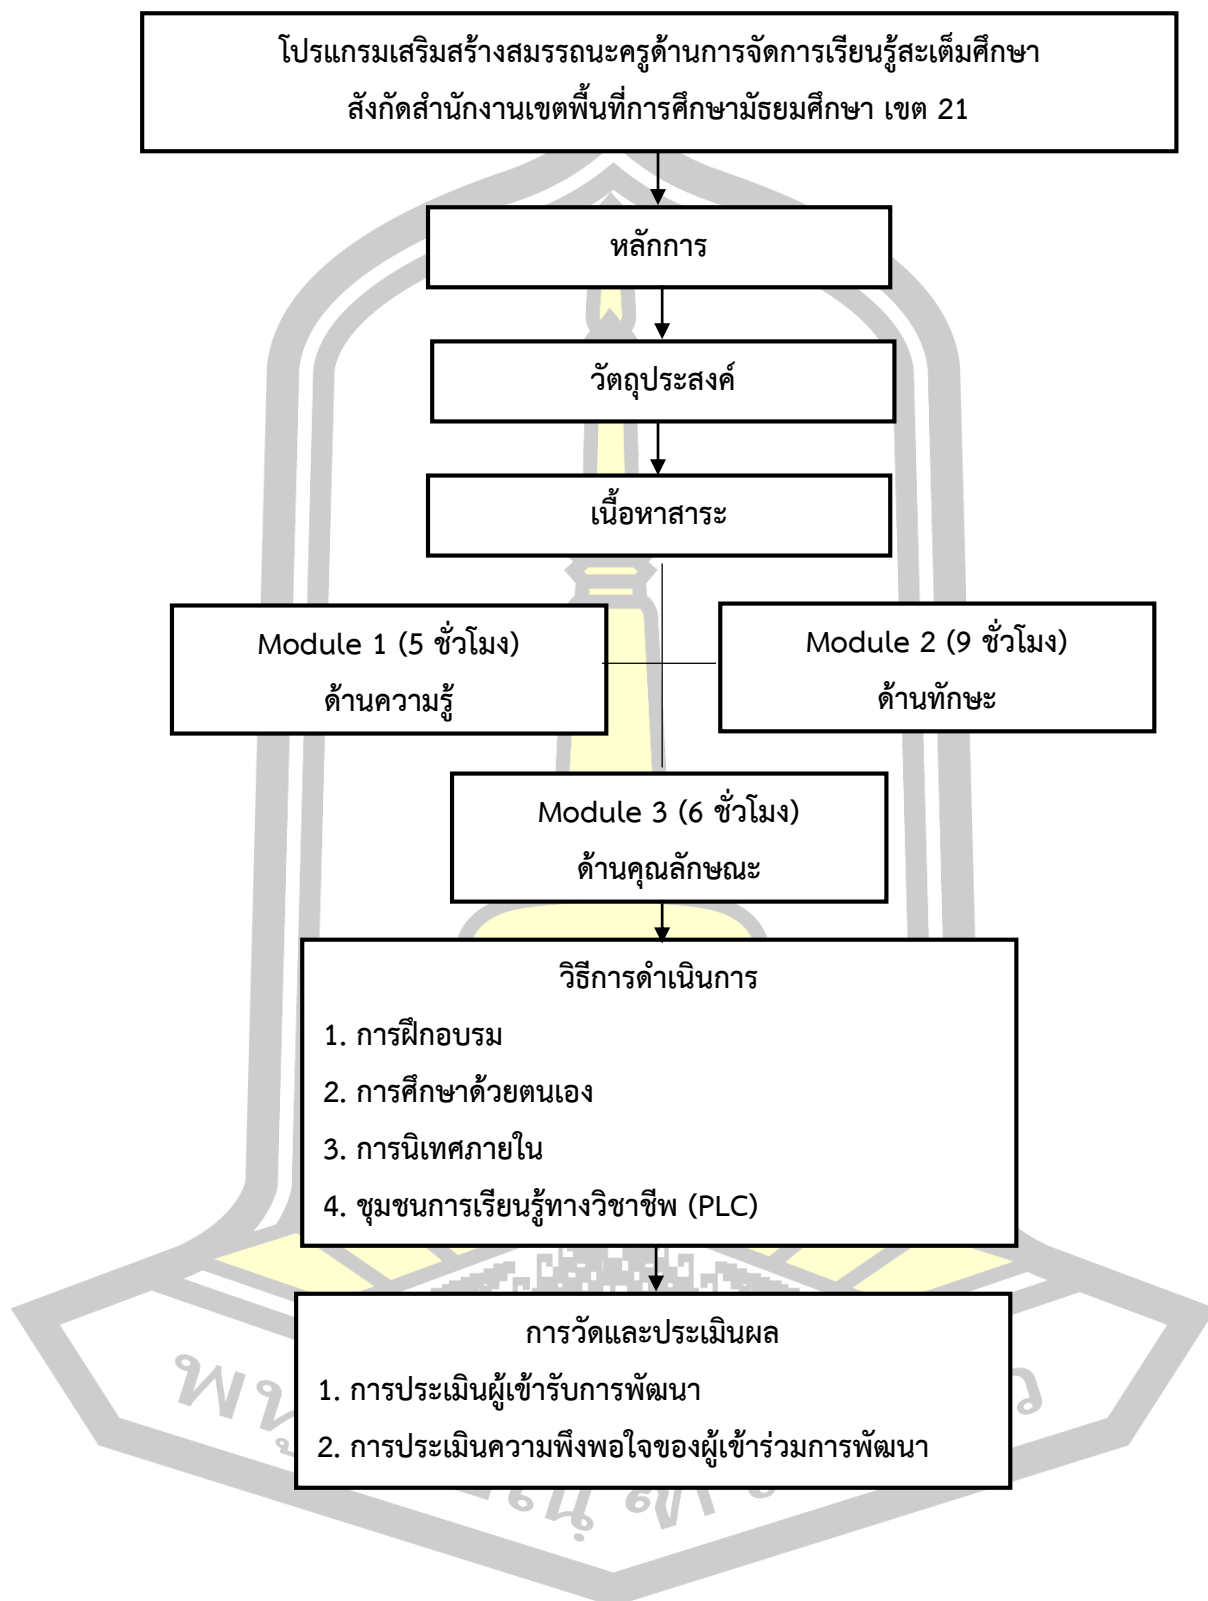 โปรแกรมเสริมสร้างสมรรถนะครูด้านการจัดการเรียนรู้สะเต็มศึกษา
สังกัดสำนักงานเขตพื้นที่การศึกษามัธยมศึกษา เขต 21
หลักการ
วัตถุประสงค์
เนื้อหาสาระ
Module 1 (5 ชั่วโมง)
ด้านความรู้
Module 2 (9 ชั่วโมง)
ด้านทักษะ
Module 3 (6 ชั่วโมง)
ด้านคุณลักษณะ
วิธีการดำเนินการ
1. การฝึกอบรม
2. การศึกษาด้วยตนเอง
3. การนิเทศภายใน
4. ชุมชนการเรียนรู้ทางวิชาชีพ (PLC)
การวัดและประเมินผล
1. การประเมินผู้เข้ารับการพัฒนา
2. การประเมินความพึงพอใจของผู้เข้าร่วมการพัฒนา